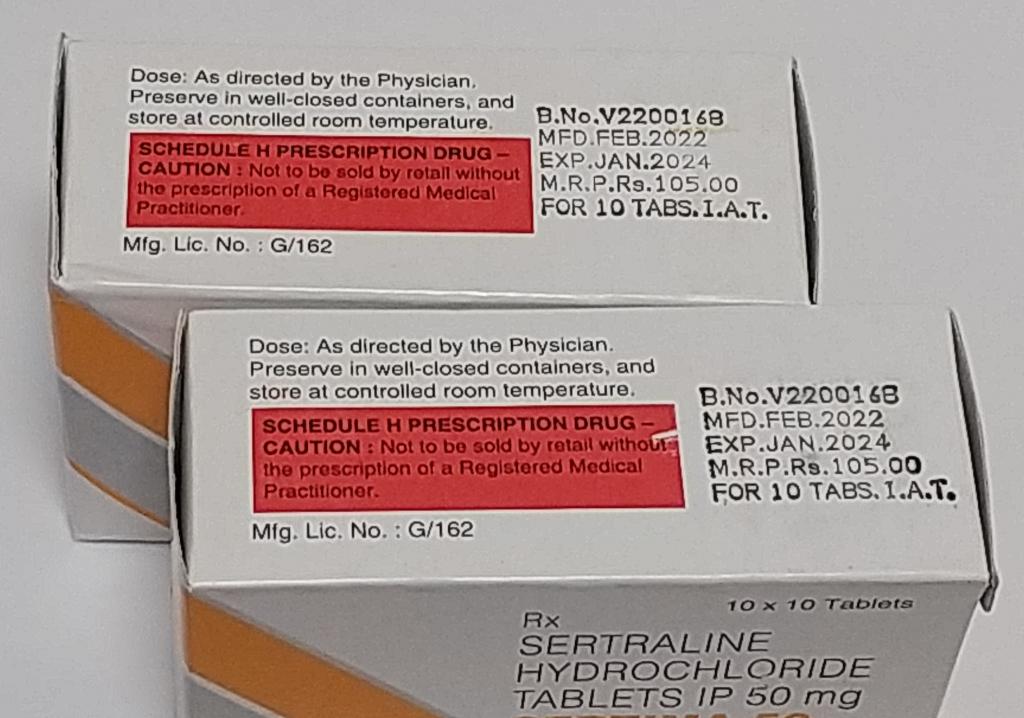 Dose: As directed by the Physician.
Preserve in well-closed containers, and
store at controlled room temperature.
SCHEDULE H PRESCRIPTION DRUG –
CAUTION : Not to be sold by retail without
the prescription of a Registered Medical
Practitioner.
Mfg. Lic. No. : G/162
B.No.V2200168
MFD.FEB.2022
EXP.JAN.2024
M.R.P.Rs.105.00
FOR 10 TABS.I.A.T.
Dose: As directed by the Physician.
Preserve in well-closed containers, and
store at controlled room temperature.
SCHEDULE H PRESCRIPTION DRUG –
CAUTION : Not to be sold by retail without
the prescription of a Registered Medical
Practitioner.
Mfg. Lic. No. : G/162
B.No.V2200168
MFD.FEB.2022
EXP.JAN.2024
M.R.P.Rs.105.00
FOR 10 TABS.I.A.T.
10 x 10 Tablets
Rx
SERTRALINE
HYDROCHLORIDE
TABLETS IP 50 mg